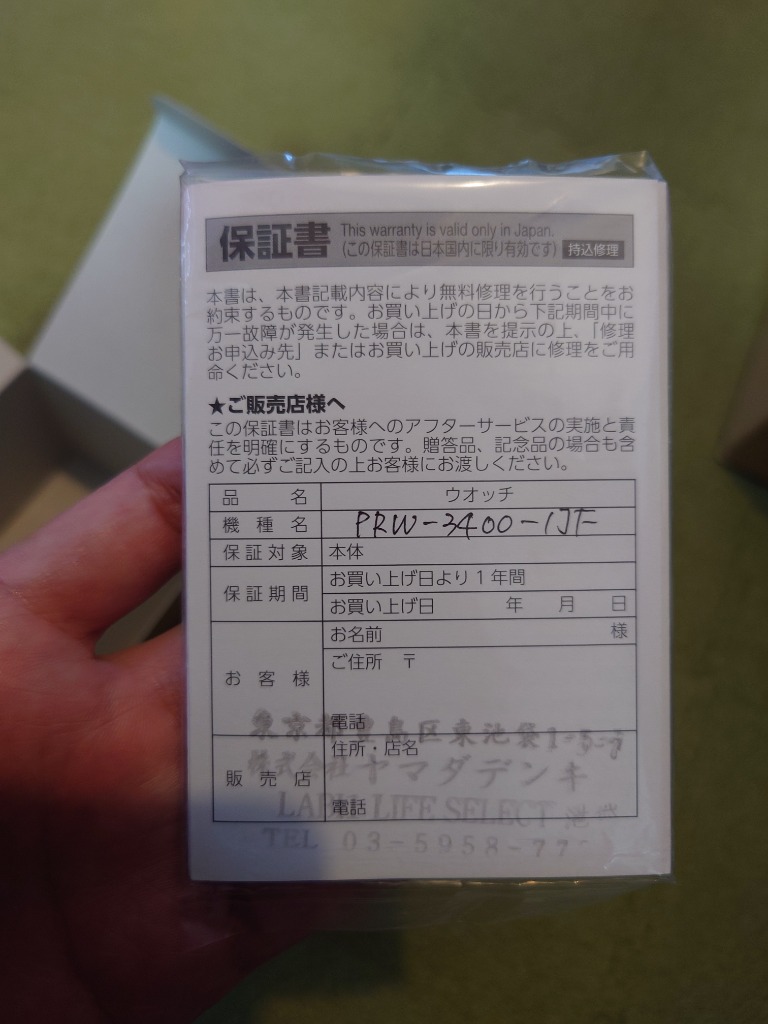 保証書
This warranty is valid only in Japan.
(この保証書は日本国内に限り有効です)
持込修理
本書は、本書記載内容により無料修理を行うことをお
約束するものです。お買い上げの日から下記期間中に
万一故障が発生した場合は、本書を提示の上、「修理
お申込み先」またはお買い上げの販売店に修理をご用
命ください。
★ご販売店様へ
この保証書はお客様へのアフターサービスの実施と責
任を明確にするものです。贈答品、記念品の場合も含
めて必ずご記入の上お客様にお渡しください。
品名 ウオッチ
機種名 PRW-3400-1JF
保証対象 本体
保証期間 お買い上げ日より1年間
お買い上げ日 年 月 日
お客様 お名前 様
ご住所 〒
電話
東京都豊島区東池袋1-5-
販売店 住所・店名
株式会社ヤマダデンキ
電話
LABI LIFE SELECT 池袋
TEL 03-5958-77